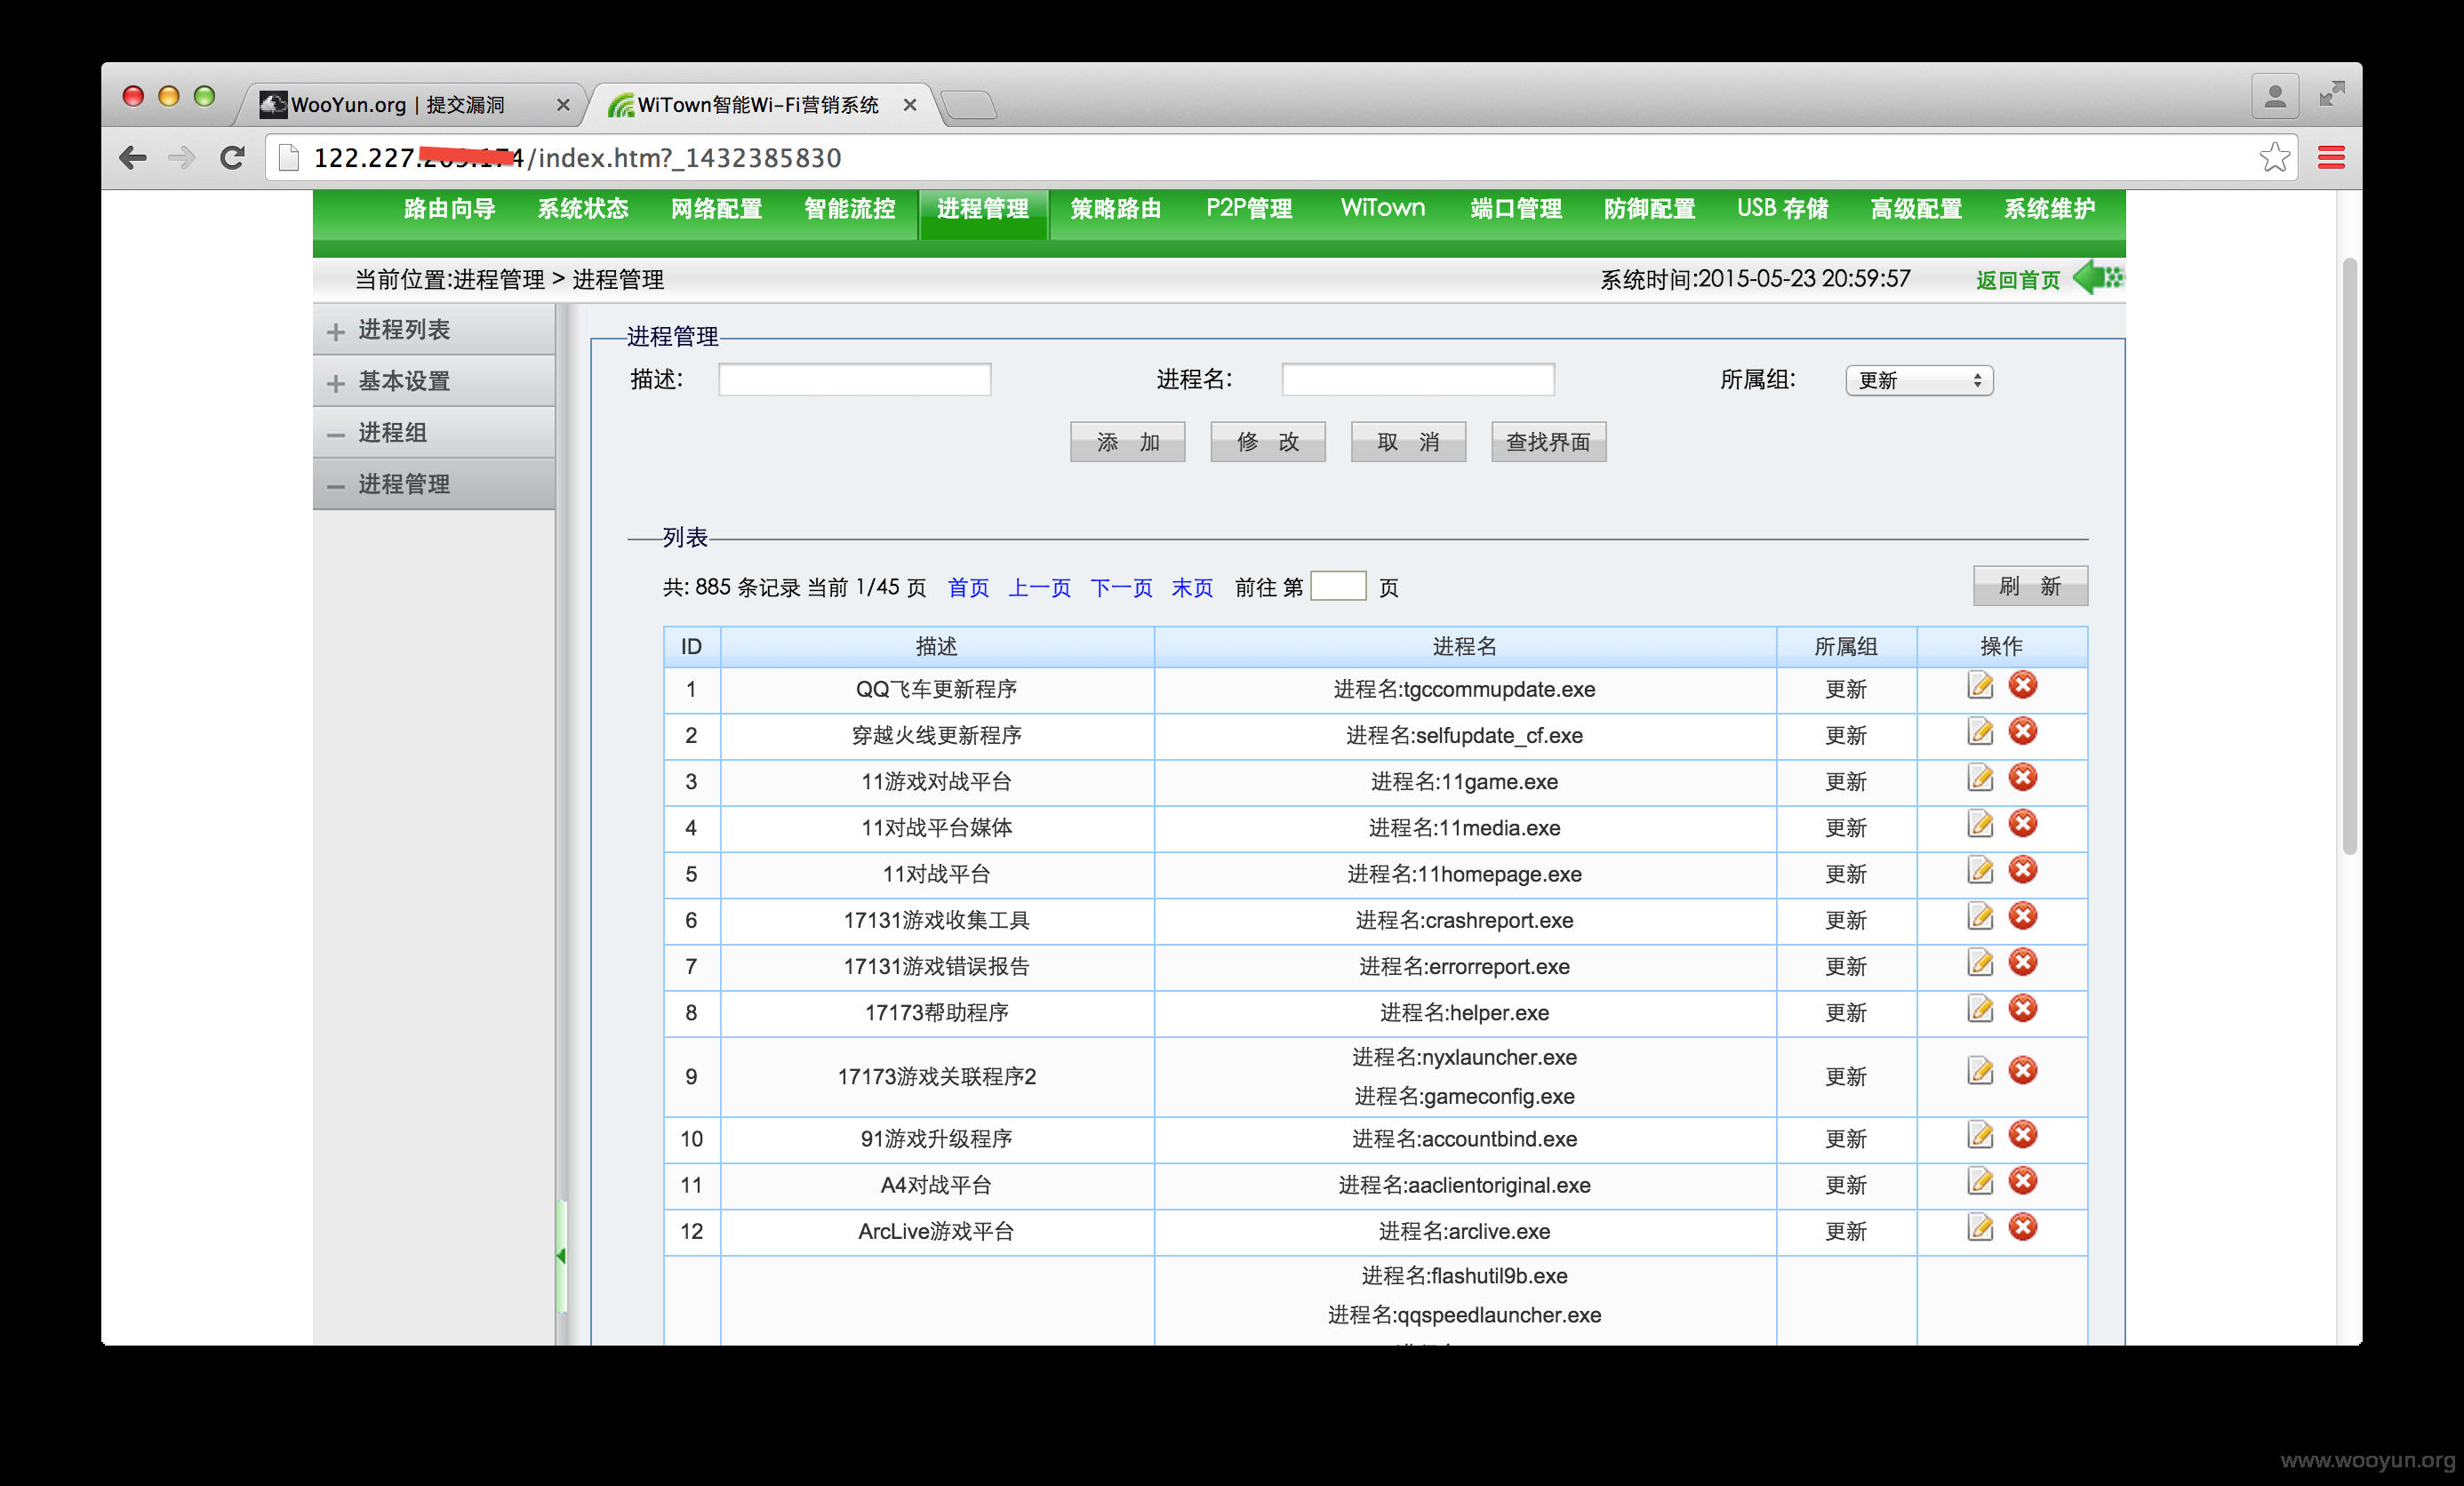 WooYun.org | 提交漏洞
WiTown智能Wi-Fi营销系统
122.227. 4/index.htm?_1432385830
路由向导 系统状态 网络配置 智能流控 进程管理 策略路由 P2P管理 WiTown 端口管理 防御配置 USB 存储 高级配置 系统维护
当前位置:进程管理 > 进程管理 系统时间:2015-05-23 20:59:57 返回首页
进程列表
基本设置
进程组
进程管理
进程管理
描述: 进程名: 所属组: 更新
添 加 修 改 取 消 查找界面
列表
共: 885 条记录 当前 1/45 页 首页 上一页 下一页 末页 前往 第 页 刷 新
ID 描述 进程名 所属组 操作
1 QQ飞车更新程序 进程名:tgccommupdate.exe 更新
2 穿越火线更新程序 进程名:selfupdate_cf.exe 更新
3 11游戏对战平台 进程名:11game.exe 更新
4 11对战平台媒体 进程名:11media.exe 更新
5 11对战平台 进程名:11homepage.exe 更新
6 17131游戏收集工具 进程名:crashreport.exe 更新
7 17131游戏错误报告 进程名:errorreport.exe 更新
8 17173帮助程序 进程名:helper.exe 更新
9 17173游戏关联程序2 进程名:nyxlauncher.exe 更新
进程名:gameconfig.exe
10 91游戏升级程序 进程名:accountbind.exe 更新
11 A4对战平台 进程名:aaclientoriginal.exe 更新
12 ArcLive游戏平台 进程名:arclive.exe 更新
进程名:flashutil9b.exe
进程名:qqspeedlauncher.exe
www.wooyun.org